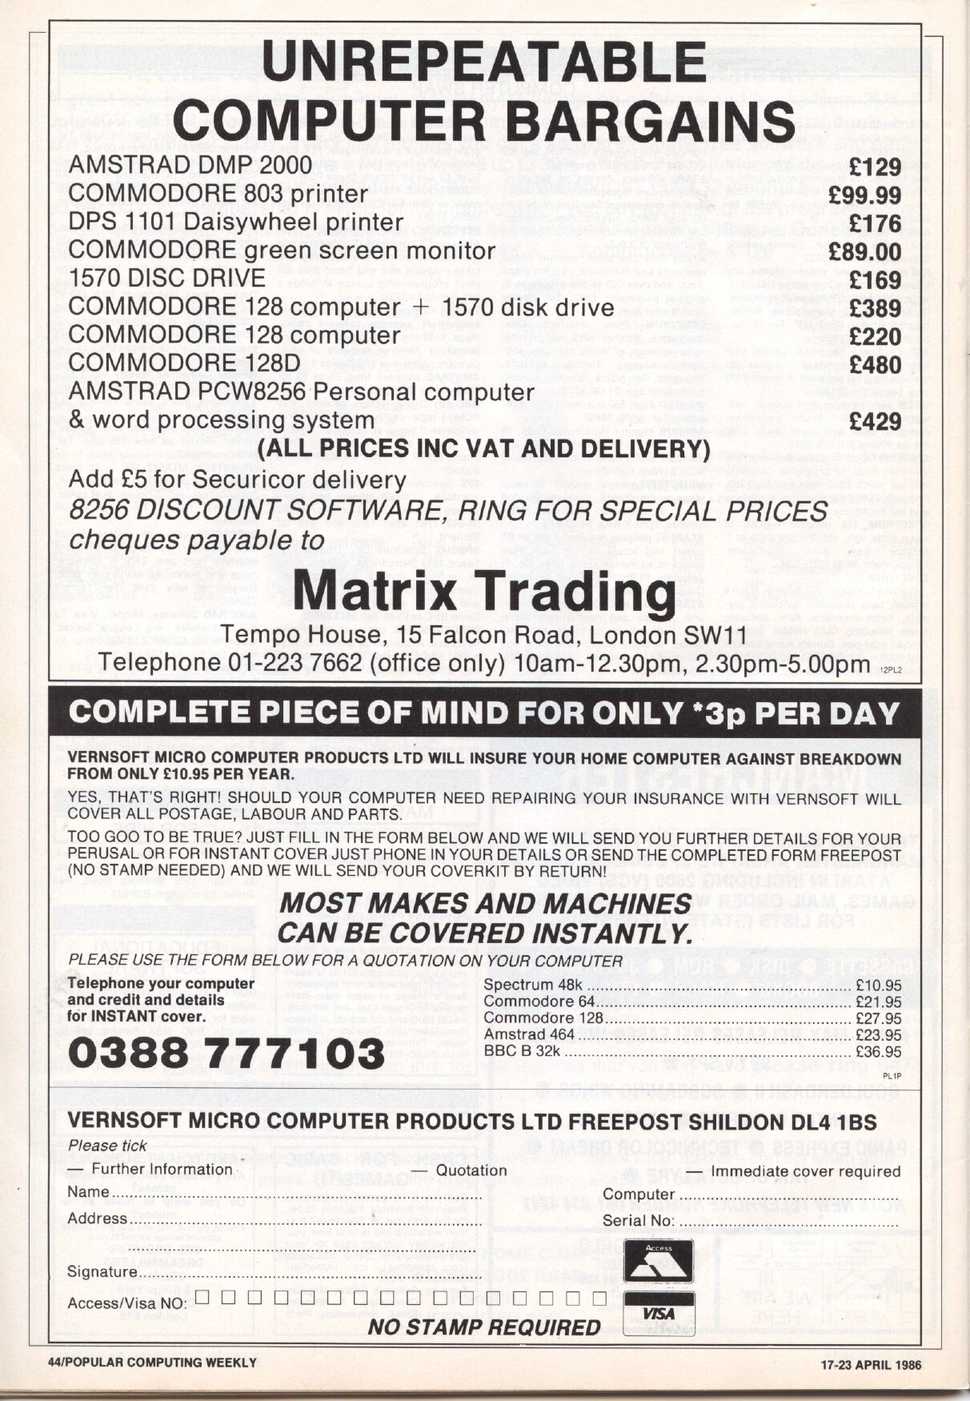 UNREPEATABLE
COMPUTER BARGAINS
AMSTRAD DMP 2000 £129
COMMODORE 803 printer £99.99
DPS 1101 Daisywheel printer £176
COMMODORE green screen monitor £89.00
1570 DISC DRIVE £169
COMMODORE 128 computer + 1570 disk drive £389
COMMODORE 128 computer £220
COMMODORE 128D £480
AMSTRAD PCW8256 Personal computer
& word processing system £429
(ALL PRICES INC VAT AND DELIVERY)
Add £5 for Securicor delivery
8256 DISCOUNT SOFTWARE, RING FOR SPECIAL PRICES
cheques payable to
Matrix Trading
Tempo House, 15 Falcon Road, London SW11
Telephone 01-223 7662 (office only) 10am-12.30pm, 2.30pm-5.00pm 12PL2
COMPLETE PIECE OF MIND FOR ONLY *3p PER DAY
VERNSOFT MICRO COMPUTER PRODUCTS LTD WILL INSURE YOUR HOME COMPUTER AGAINST BREAKDOWN
FROM ONLY £10.95 PER YEAR.
YES, THAT'S RIGHT! SHOULD YOUR COMPUTER NEED REPAIRING YOUR INSURANCE WITH VERNSOFT WILL
COVER ALL POSTAGE, LABOUR AND PARTS.
TOO GOO TO BE TRUE? JUST FILL IN THE FORM BELOW AND WE WILL SEND YOU FURTHER DETAILS FOR YOUR
PERUSAL OR FOR INSTANT COVER JUST PHONE IN YOUR DETAILS OR SEND THE COMPLETED FORM FREEPOST
(NO STAMP NEEDED) AND WE WILL SEND YOUR COVERKIT BY RETURN!
MOST MAKES AND MACHINES
CAN BE COVERED INSTANTLY.
PLEASE USE THE FORM BELOW FOR A QUOTATION ON YOUR COMPUTER
Telephone your computer
and credit and details
for INSTANT cover.
0388 777103
Spectrum 48k ........ £10.95
Commodore 64........ £21.95
Commodore 128........ £27.95
Amstrad 464 ........ £23.95
BBC B 32k ........ £36.95
PL1P
VERNSOFT MICRO COMPUTER PRODUCTS LTD FREEPOST SHILDON DL4 1BS
Please tick
— Further Information — Quotation — Immediate cover required
Name........ Computer ........
Address........ Serial No: ........
Signature........
Access
Access/Visa NO: □ □ □ □ □ □ □ □ □ □ □ □ □ □ □ □
VISA
NO STAMP REQUIRED
44/POPULAR COMPUTING WEEKLY 17-23 APRIL 1986